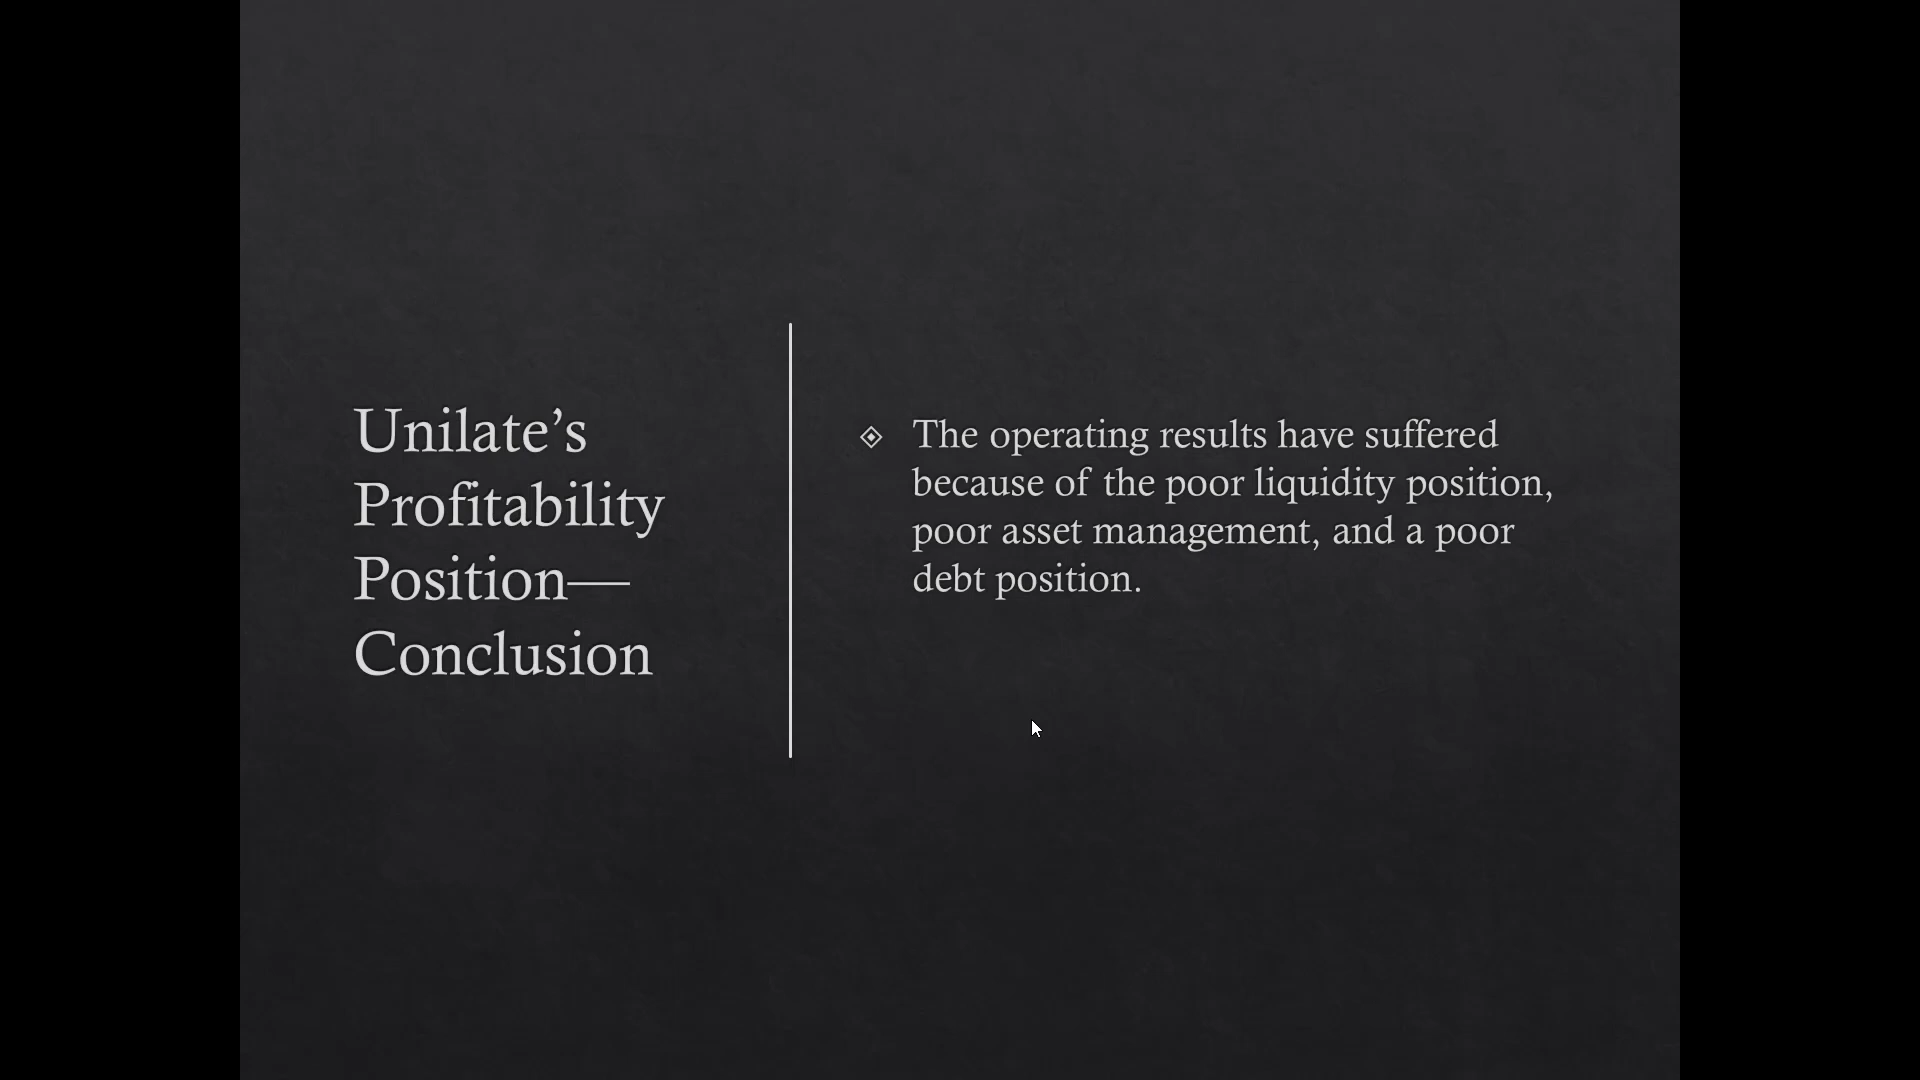 Unilate’s
Profitability
Position—
Conclusion
The operating results have suffered
because of the poor liquidity position,
poor asset management, and a poor
debt position.